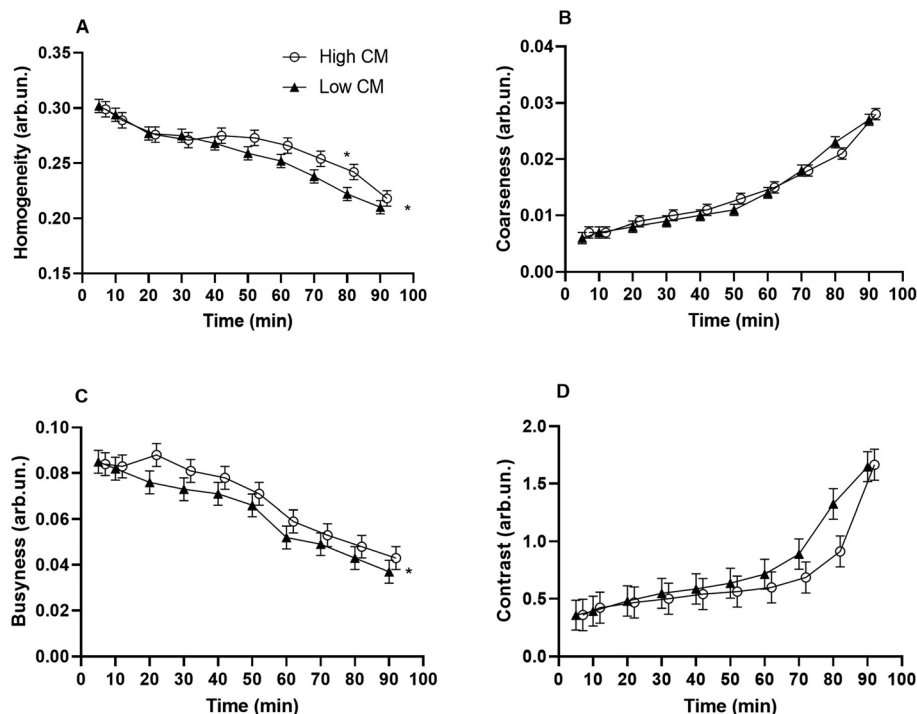 A
Homogeneity (arb.un.)
0.35
0.30
0.25
0.20
0.15
High CM
Low CM
*
*
0 10 20 30 40 50 60 70 80 90 100
Time (min)
B
Coarseness (arb.un.)
0.04
0.03
0.02
0.01
0.00
0 10 20 30 40 50 60 70 80 90 100
Time (min)
C
Busyness (arb.un.)
0.10
0.08
0.06
0.04
0.02
0.00
*
0 10 20 30 40 50 60 70 80 90 100
Time (min)
D
Contrast (arb.un.)
2.0
1.5
1.0
0.5
0.0
0 10 20 30 40 50 60 70 80 90 100
Time (min)